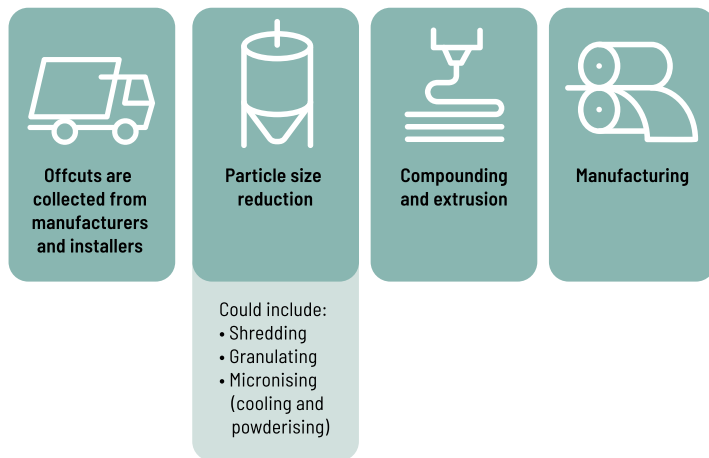 Offcuts are
collected from
manufacturers
and installers
Particle size
reduction
Could include:
• Shredding
• Granulating
• Micronising
(cooling and
powderising)
Compounding
and extrusion
Manufacturing